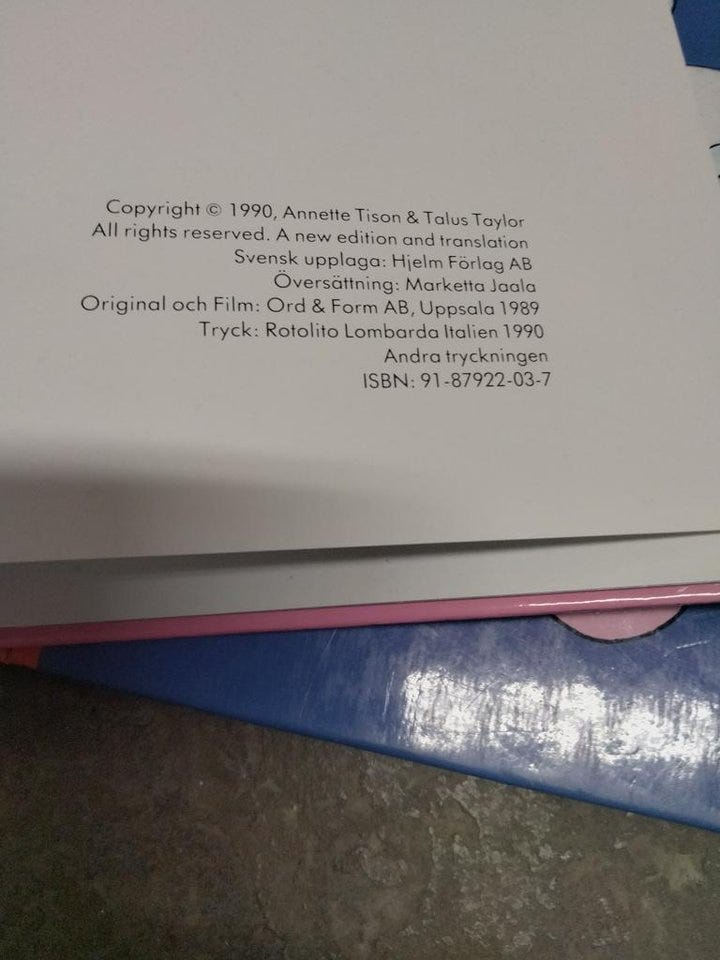 Copyright © 1990, Annette Tison & Talus Taylor
All rights reserved. A new edition and translation
Svensk upplaga: Hjelm Förlag AB
Översättning: Marketta Jaala
Original och Film: Ord & Form AB, Uppsala 1989
Tryck: Rotolito Lombarda Italien 1990
Andra tryckningen
ISBN: 91-87922-03-7